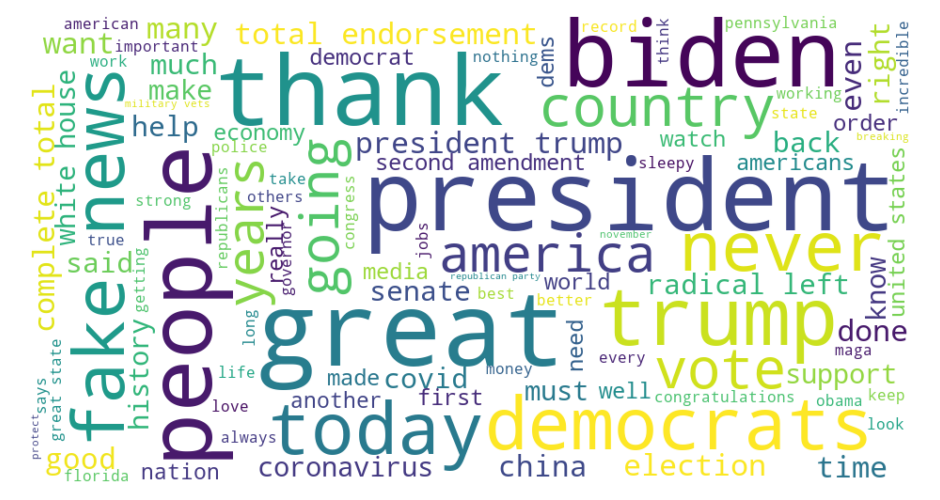 american
many
total endorsement
biden
record
think
pennsylvania
want
important
democrat
nothing
dems
even
right
incredible
work
much
thank
country
working
make
military vets
state
fake news
white house
help
economy
president trump
watch
back
order
breaking
complete total
police
second amendment
sleepy
americans
people
years
going
republicans
take
others
congress
president
united states
strong
true
said
really
governor
jobs
america
never
november
know
getting
media
republican party
world
radical left
history
senate
best
better
great
trump
done
long
need
every
maga
says
great state
life
made
covid
money
vote
support
love
another
first
must
well
congratulations
obama
keep
protect
always
today
democrats
look
good
florida
nation
coronavirus
china
election
time